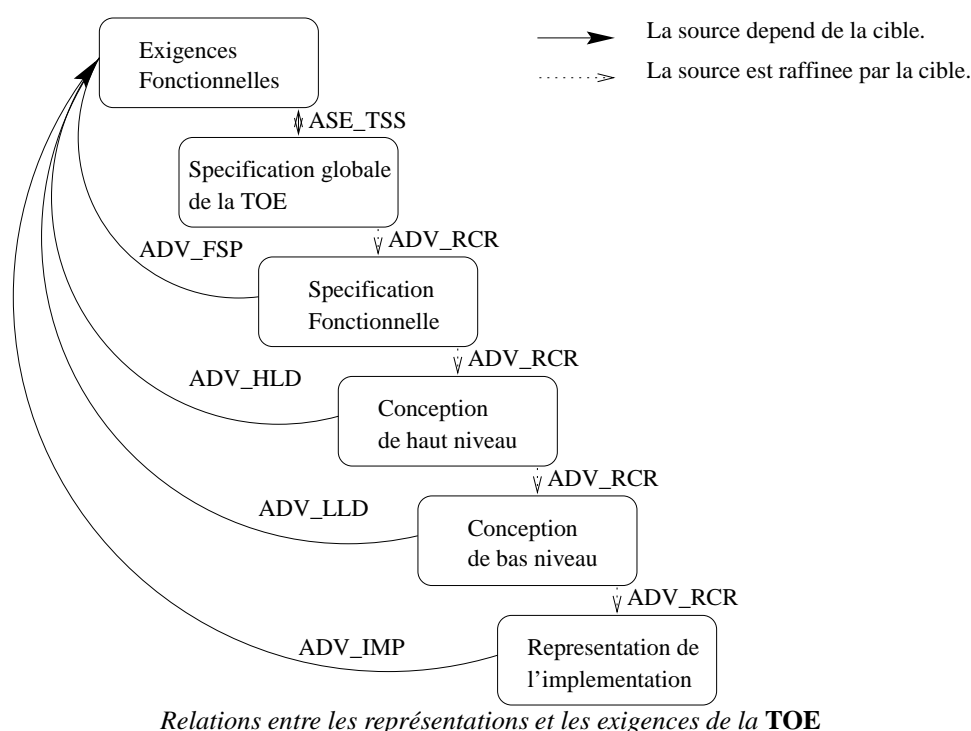 Exigences
Fonctionnelles
La source depend de la cible.
La source est raffinee par la cible.
ASE_TSS
Specification globale
de la TOE
ADV_RCR
ADV_FSP
Specification
Fonctionnelle
ADV_RCR
ADV_HLD
Conception
de haut niveau
ADV_RCR
ADV_LLD
Conception
de bas niveau
ADV_RCR
ADV_IMP
Representation de
l'implementation
Relations entre les représentations et les exigences de la TOE